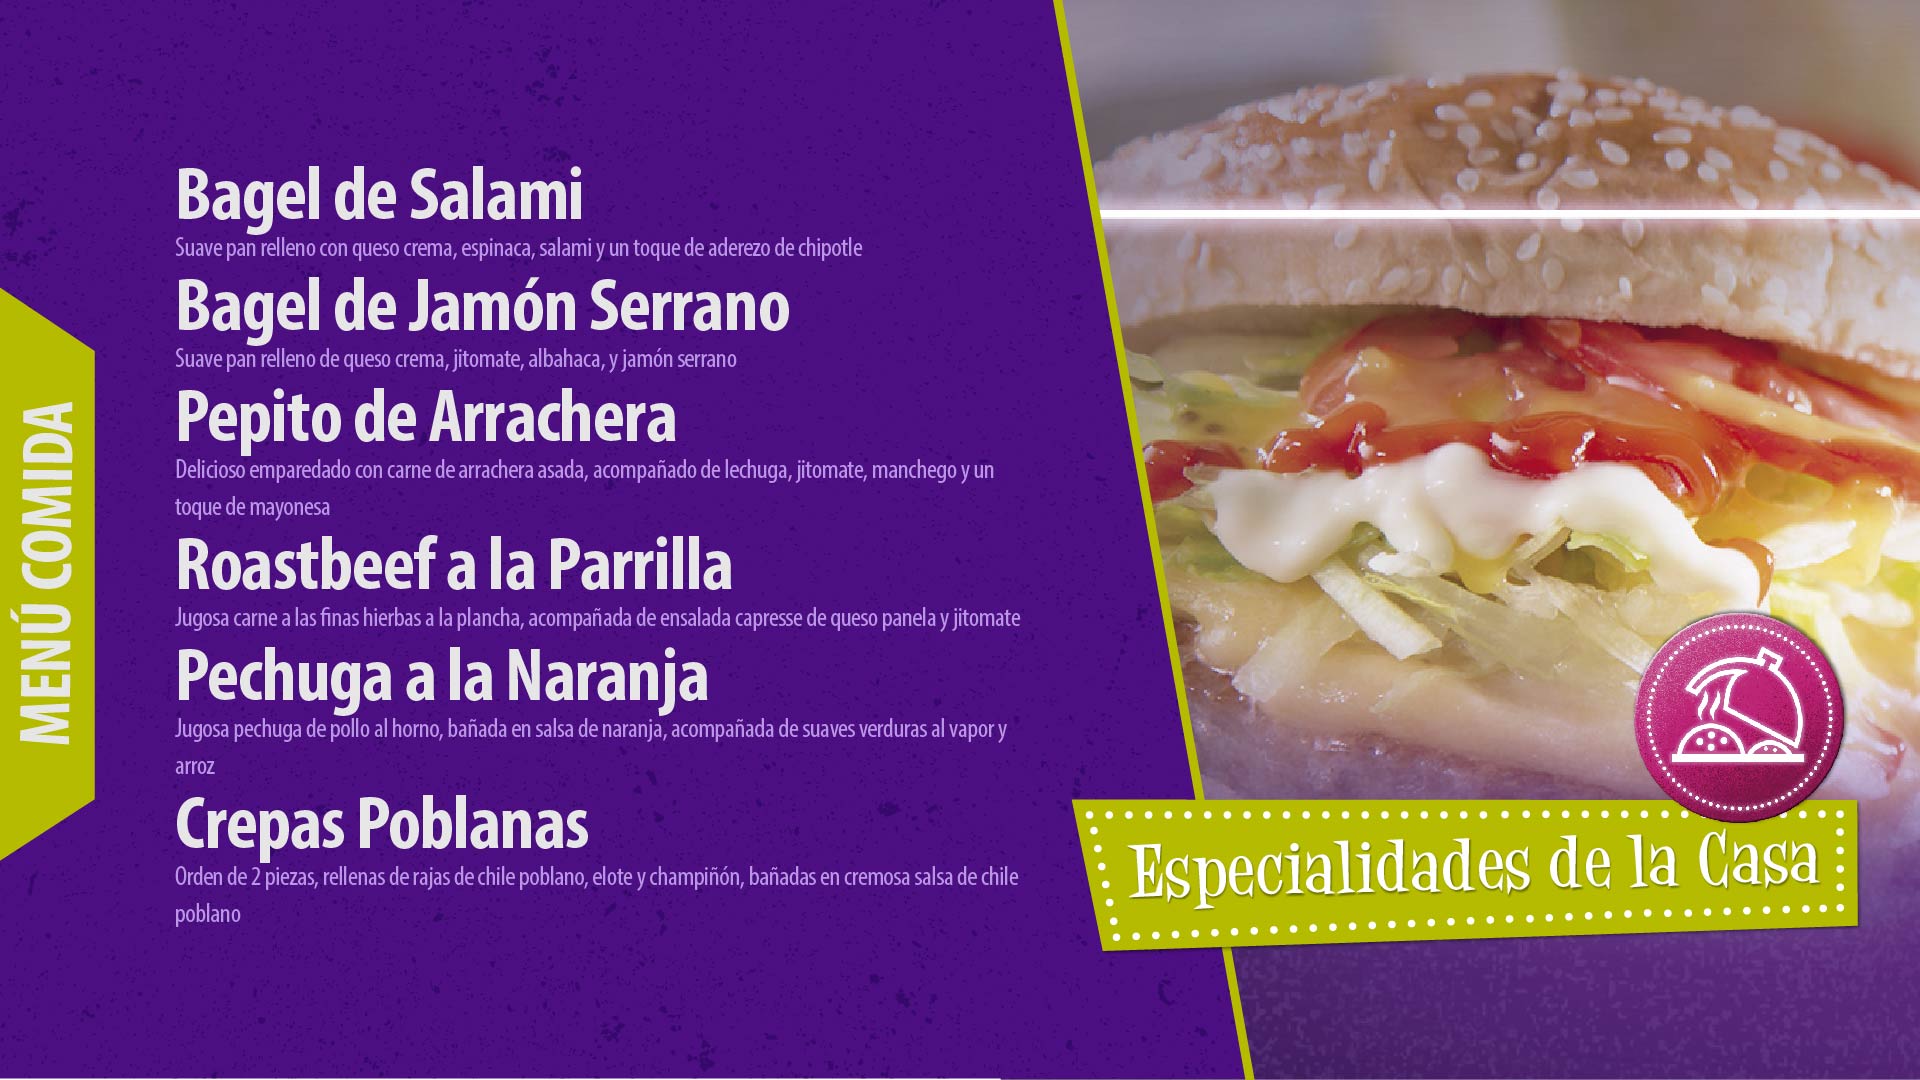 MENÚ COMIDA
Bagel de Salami
Suave pan relleno con queso crema, espinaca, salami y un toque de aderezo de chipotle
Bagel de Jamón Serrano
Suave pan relleno de queso crema, jitomate, albahaca, y jamón serrano
Pepito de Arrachera
Delicioso emparedado con carne de arrachera asada, acompañado de lechuga, jitomate, manchego y un
toque de mayonesa
Roastbeef a la Parrilla
Jugosa carne a las finas hierbas a la plancha, acompañada de ensalada capresse de queso panela y jitomate
Pechuga a la Naranja
Jugosa pechuga de pollo al horno, bañada en salsa de naranja, acompañada de suaves verduras al vapor y
arroz
Crepas Poblanas
Orden de 2 piezas, rellenas de rajas de chile poblano, elote y champiñón, bañadas en cremosa salsa de chile
poblano
Especialidades de la Casa